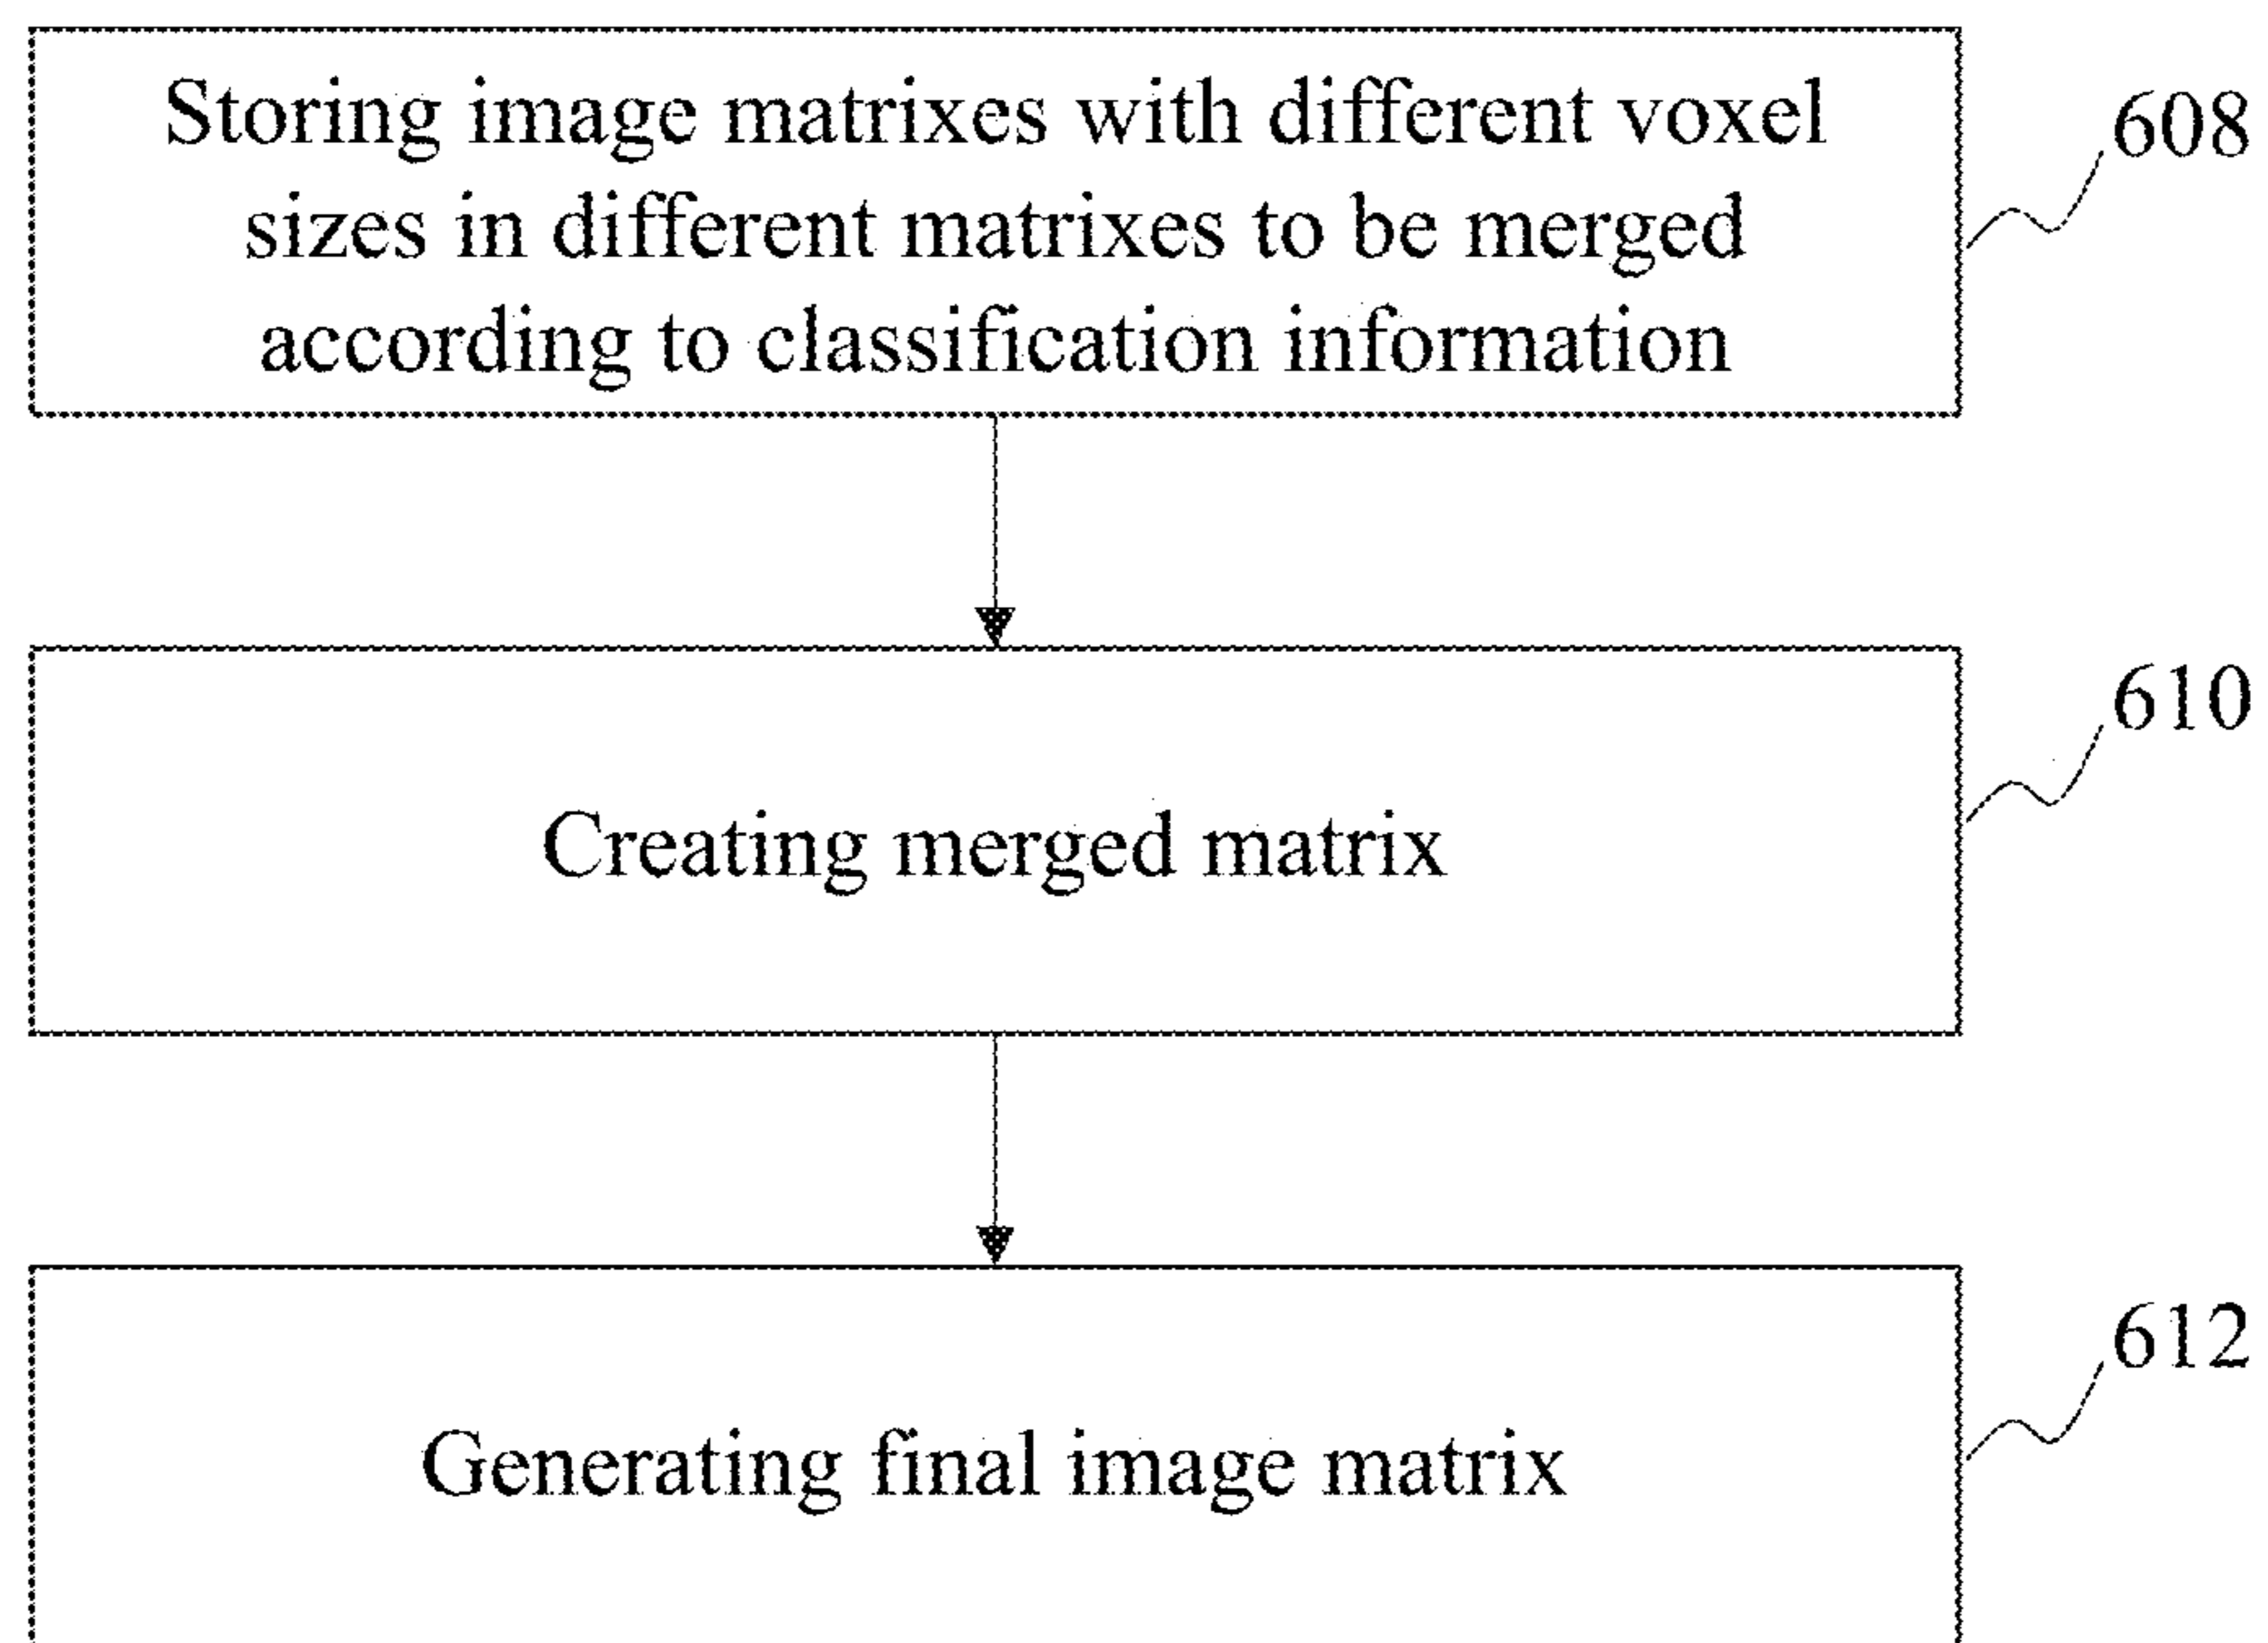 Storing image matrixes with different voxel
sizes in different matrixes to be merged
according to classification information
608
Creating merged matrix
610
Generating final image matrix
612